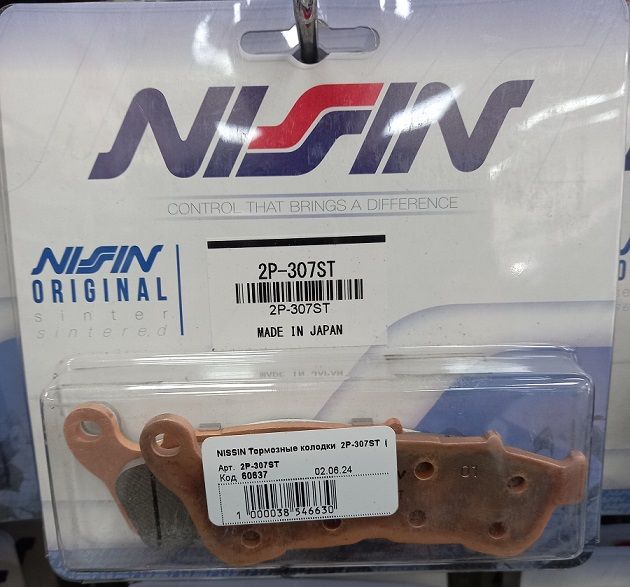 NISSIN
CONTROL THAT BRINGS A DIFFERENCE
NISSIN
ORIGINAL
sinter
sintered
2P-307ST
2P-307ST
MADE IN JAPAN
NISSIN Тормозные колодки 2P-307ST (
Арт. 2P-307ST
Код 60637
02.06.24
1 000038 546630
01